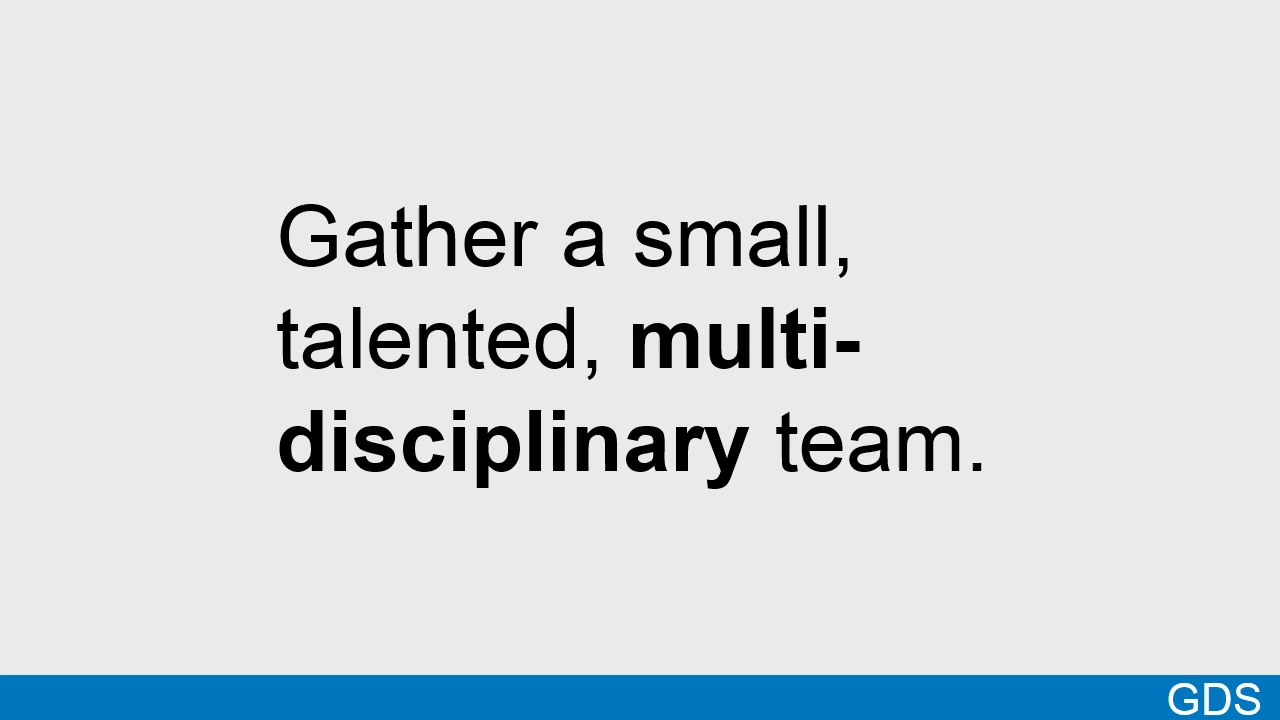 Gather a small,
talented, multi-
disciplinary team.
GDS